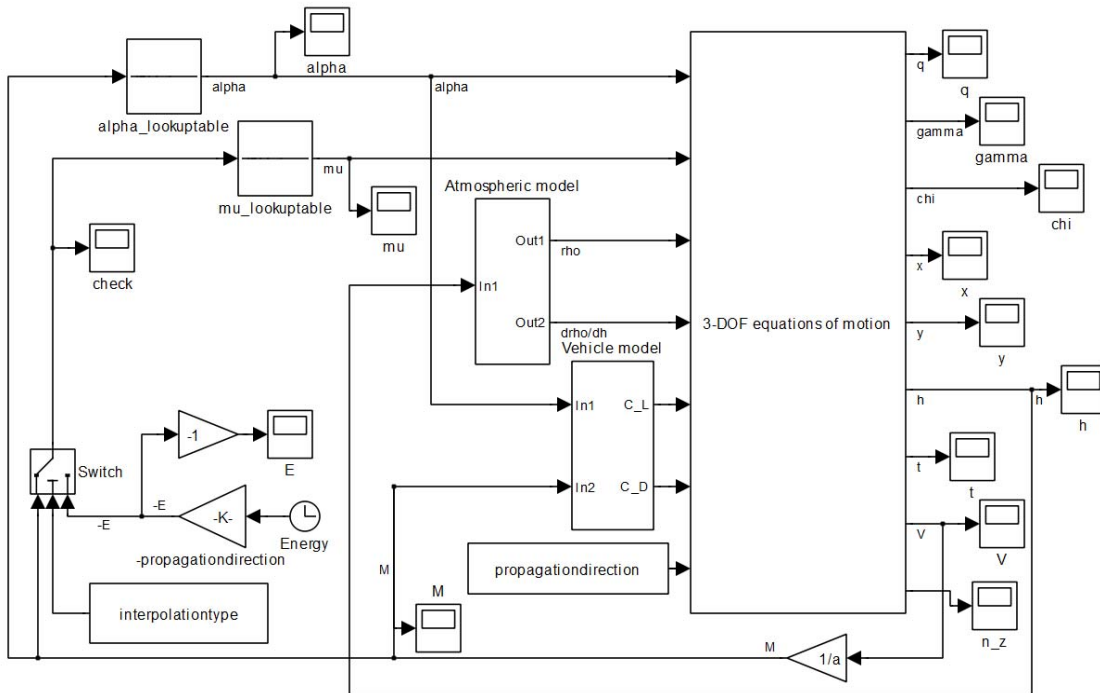 alpha
q
alpha
alpha
q
alpha_lookuptable
gamma
gamma
mu
Atmospheric model
chi
chi
mu_lookuptable
mu
Out1
rho
check
In1
x
x
Out2
drho/dh
3-DOF equations of motion
y
y
Vehicle model
In1
C_L
h
h
h
-1
E
Switch
t
t
In2
C_D
-E
-E
-K-
Energy
V
V
-propagationdirection
M
propagationdirection
M
interpolationtype
n_z
M
1/a